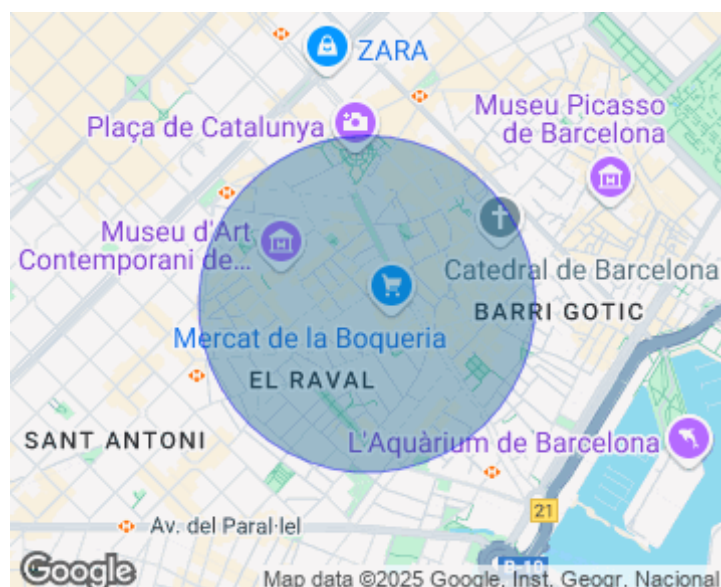 ZARA
Plaça de Catalunya
Museu Picasso
de Barcelona
Museu d'Art
Contemporani de...
Catedral de Barcelona
BARRI GOTIC
Mercat de la Boqueria
EL RAVAL
SANT ANTONI
L'Aquàrium de Barcelona
21
Av. del Paral·lel
B-10
Google
Map data ©2025 Google, Inst. Geogr. Nacional